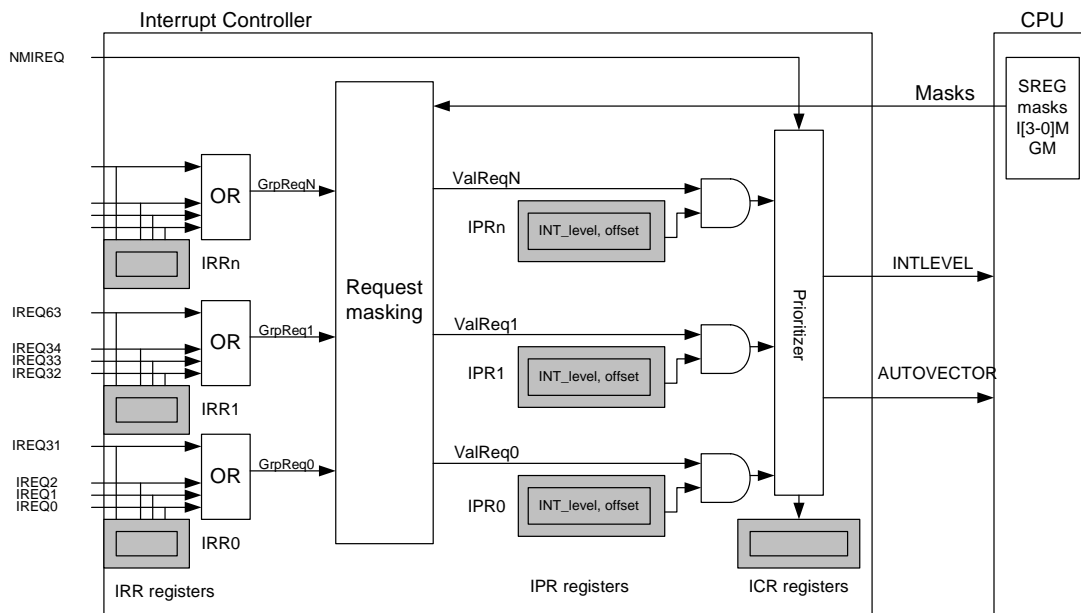 Interrupt Controller
CPU
NMIREQ
Masks
SREG
masks
I[3-0]M
GM
OR
GrpReqN
ValReqN
IPRn
INT_level, offset
IRRn
INTLEVEL
Request
masking
Prioritizer
IREQ63
OR
GrpReq1
ValReq1
IREQ34
IREQ33
IREQ32
IPR1
INT_level, offset
AUTOVECTOR
IRR1
IREQ31
OR
GrpReq0
ValReq0
IREQ2
IREQ1
IREQ0
IPR0
INT_level, offset
IRR0
IRR registers
IPR registers
ICR registers